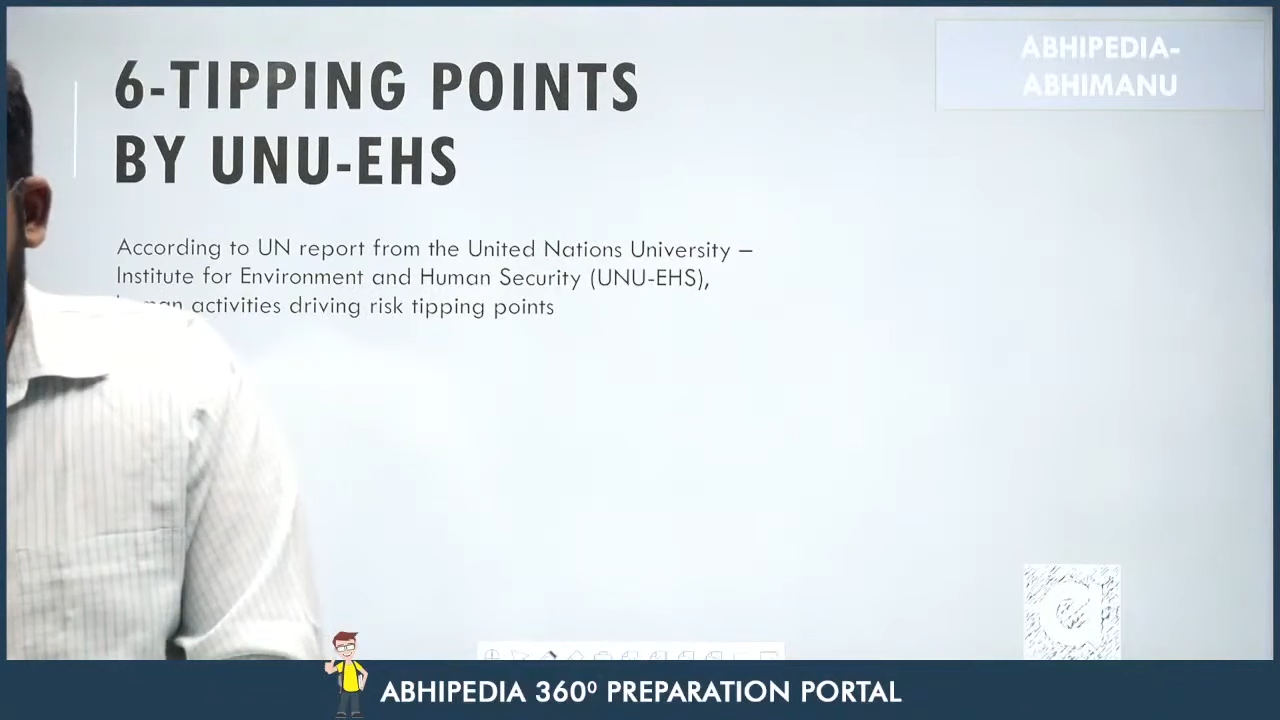 6-TIPPING POINTS
BY UNU-EHS
ABHIPEDIA-
ABHIMANU
According to UN report from the United Nations University –
Institute for Environment and Human Security (UNU-EHS),
activities driving risk tipping points
a
ABHIPEDIA 360⁰ PREPARATION PORTAL